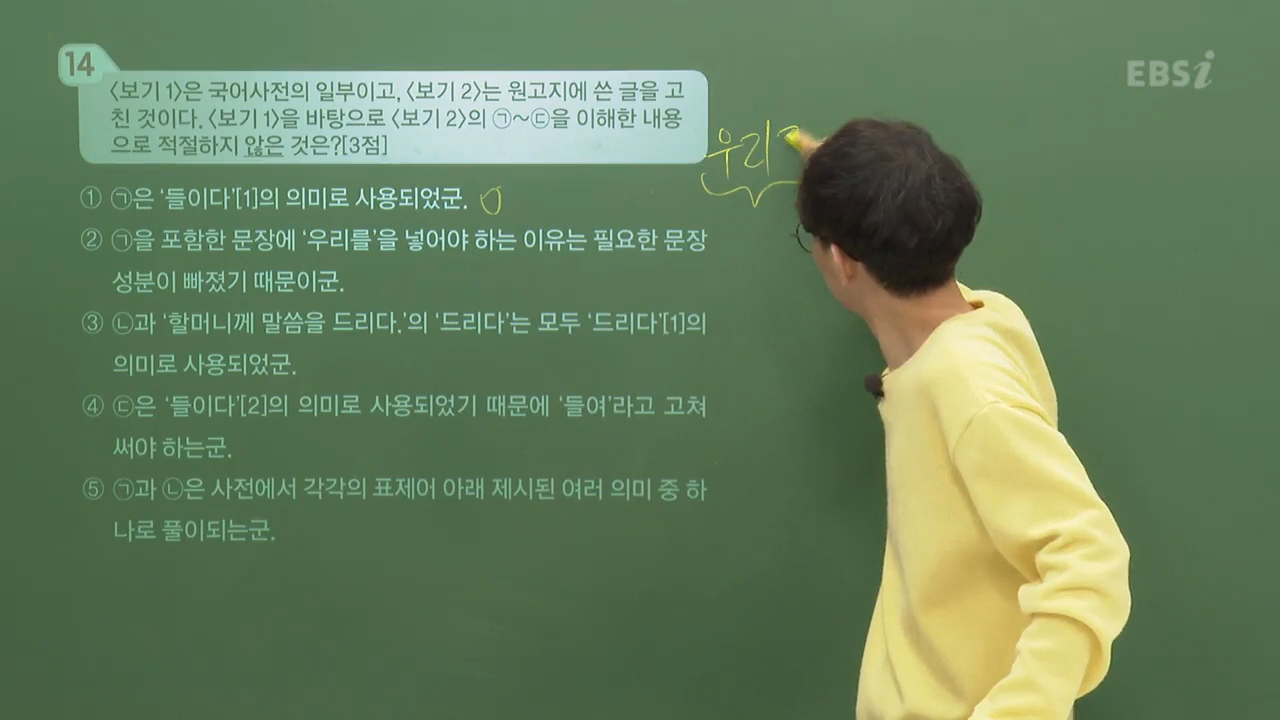 14
EBSi
〈보기 1〉은 국어사전의 일부이고, 〈보기 2〉는 원고지에 쓴 글을 고
친 것이다. 〈보기 1〉을 바탕으로 〈보기 2〉의 ㉠~㉢을 이해한 내용
으로 적절하지 않은 것은?[3점]
우리
① ㉠은 ‘들이다’[1]의 의미로 사용되었군.
② ㉠을 포함한 문장에 ‘우리를’을 넣어야 하는 이유는 필요한 문장
성분이 빠졌기 때문이군.
③ ㉡과 ‘할머니께 말씀을 드리다.’의 ‘드리다’는 모두 ‘드리다’[1]의
의미로 사용되었군.
④ ㉢은 ‘들이다’[2]의 의미로 사용되었기 때문에 ‘들여’라고 고쳐
써야 하는군.
⑤ ㉠과 ㉡은 사전에서 각각의 표제어 아래 제시된 여러 의미 중 하
나로 풀이되는군.